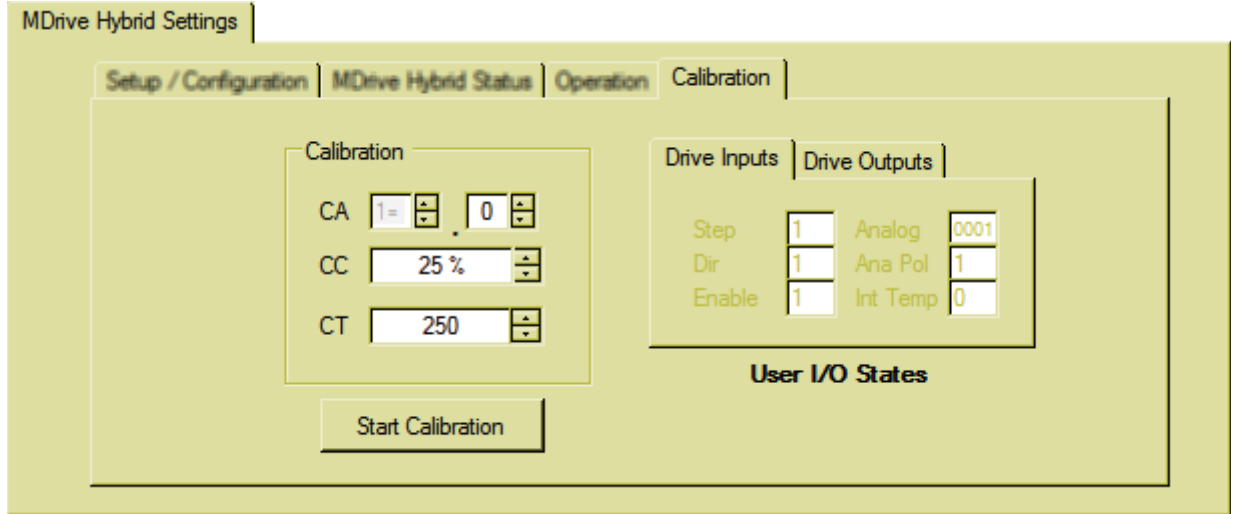 MDrive Hybrid Settings
Setup / Configuration MDrive Hybrid Status Operation Calibration
Calibration
CA 1= . 0
CC 25 %
CT 250
Start Calibration
Drive Inputs Drive Outputs
Step 1 Analog 0001
Dir 1 Ana Pol 1
Enable 1 Int Temp 0
User I/O States